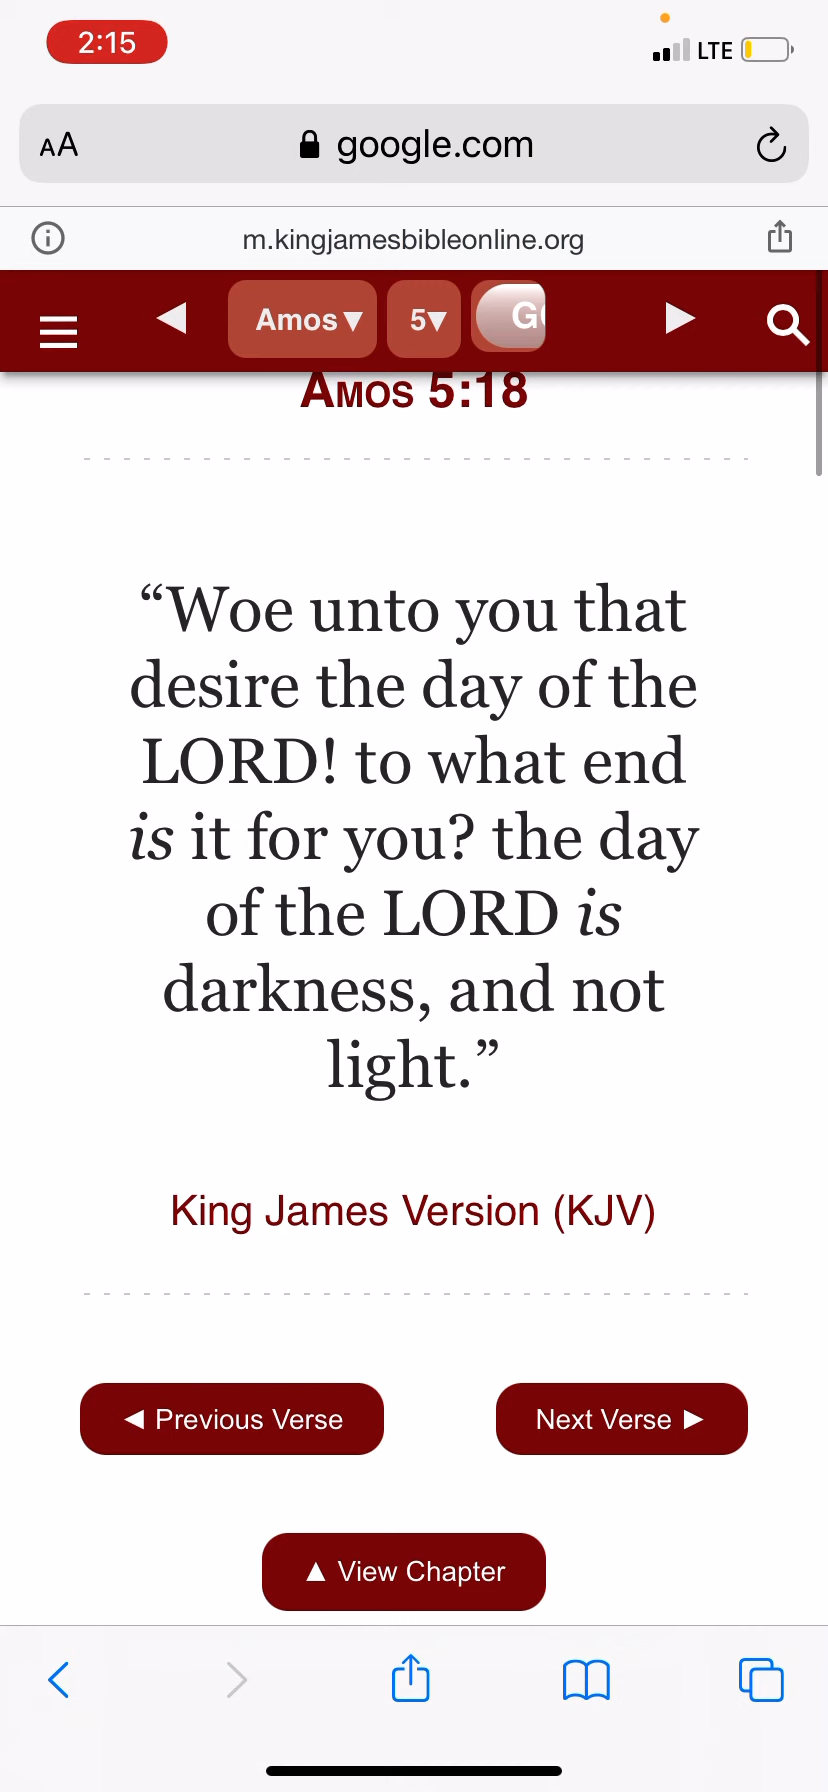 2:15
LTE
AA google.com
m.kingjamesbibleonline.org
Amos▼ 5▼ G
Amos 5:18
“Woe unto you that
desire the day of the
LORD! to what end
is it for you? the day
of the LORD is
darkness, and not
light.”
King James Version (KJV)
◀ Previous Verse
Next Verse ▶
▲ View Chapter